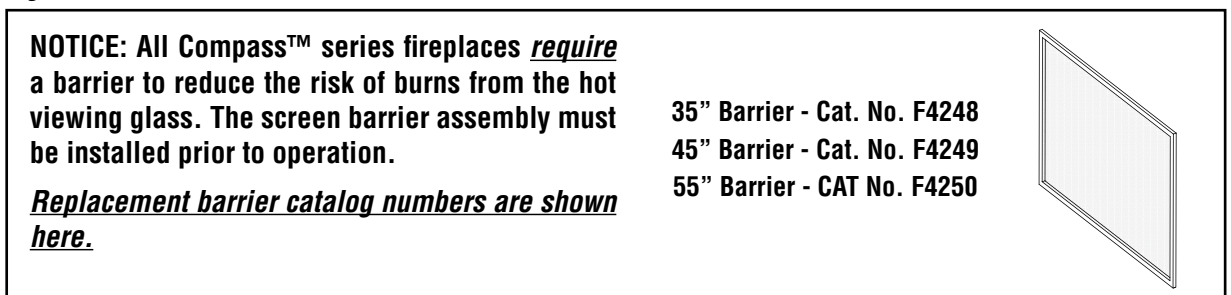 NOTICE: All Compass™ series fireplaces require
a barrier to reduce the risk of burns from the hot
viewing glass. The screen barrier assembly must
be installed prior to operation.
Replacement barrier catalog numbers are shown
here.
35” Barrier - Cat. No. F4248
45” Barrier - Cat. No. F4249
55” Barrier - CAT No. F4250